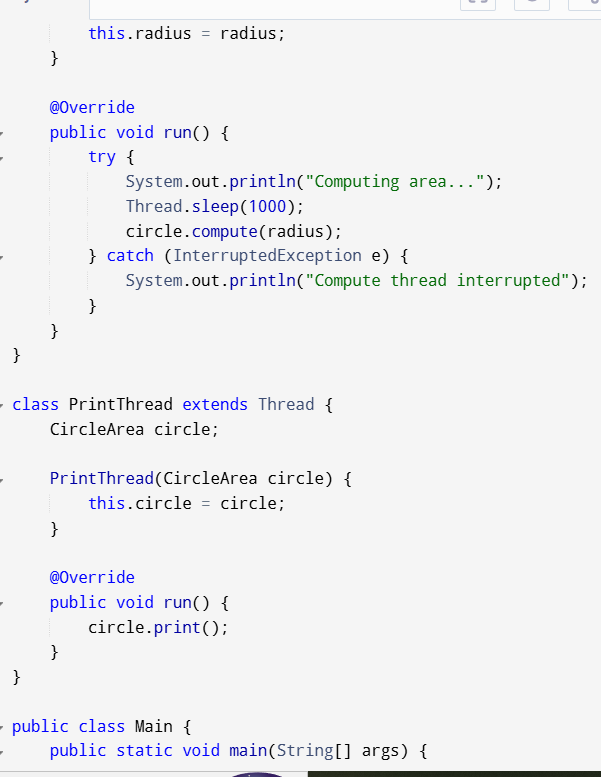 this.radius = radius;
}
@Override
public void run() {
try {
System.out.println("Computing area...");
Thread.sleep(1000);
circle.compute(radius);
} catch (InterruptedException e) {
System.out.println("Compute thread interrupted");
}
}
}
class PrintThread extends Thread {
CircleArea circle;
PrintThread(CircleArea circle) {
this.circle = circle;
}
@Override
public void run() {
circle.print();
}
}
public class Main {
public static void main(String[] args) {